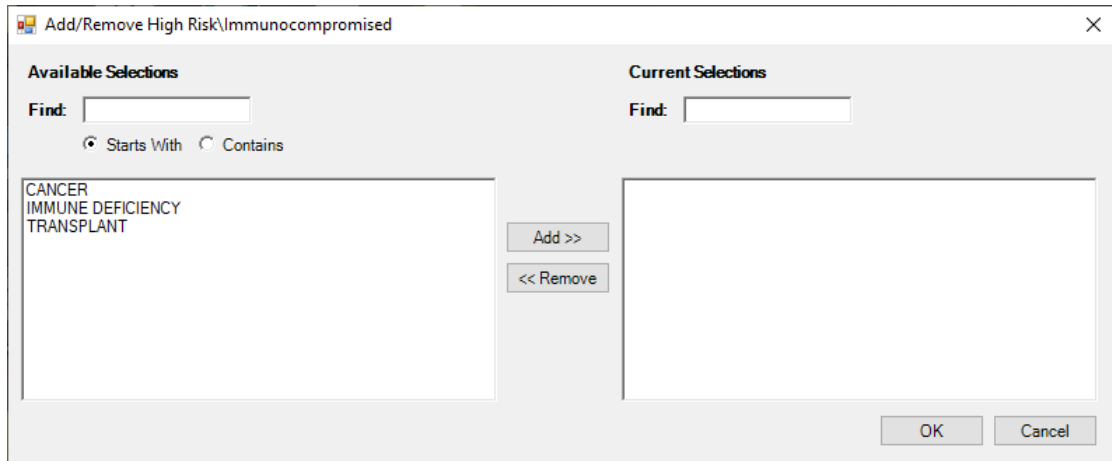 Add/Remove High Risk\Immunocompromised
Available Selections
Find:
Starts With Contains
CANCER
IMMUNE DEFICIENCY
TRANSPLANT
Add >>
<< Remove
Current Selections
Find:
OK Cancel